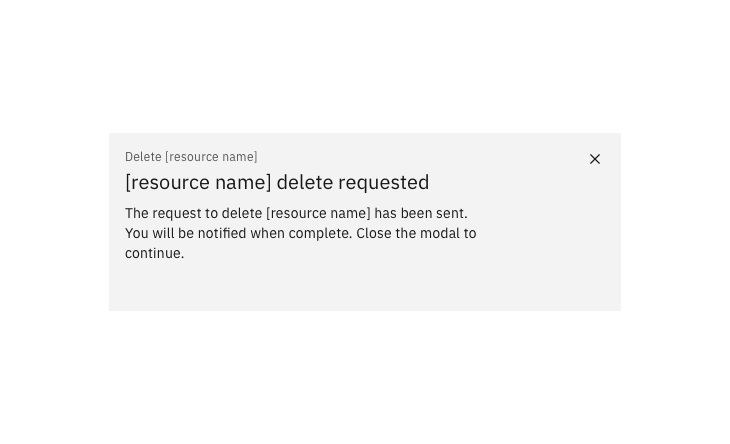 Delete [resource name]
[resource name] delete requested
The request to delete [resource name] has been sent.
You will be notified when complete. Close the modal to
continue.